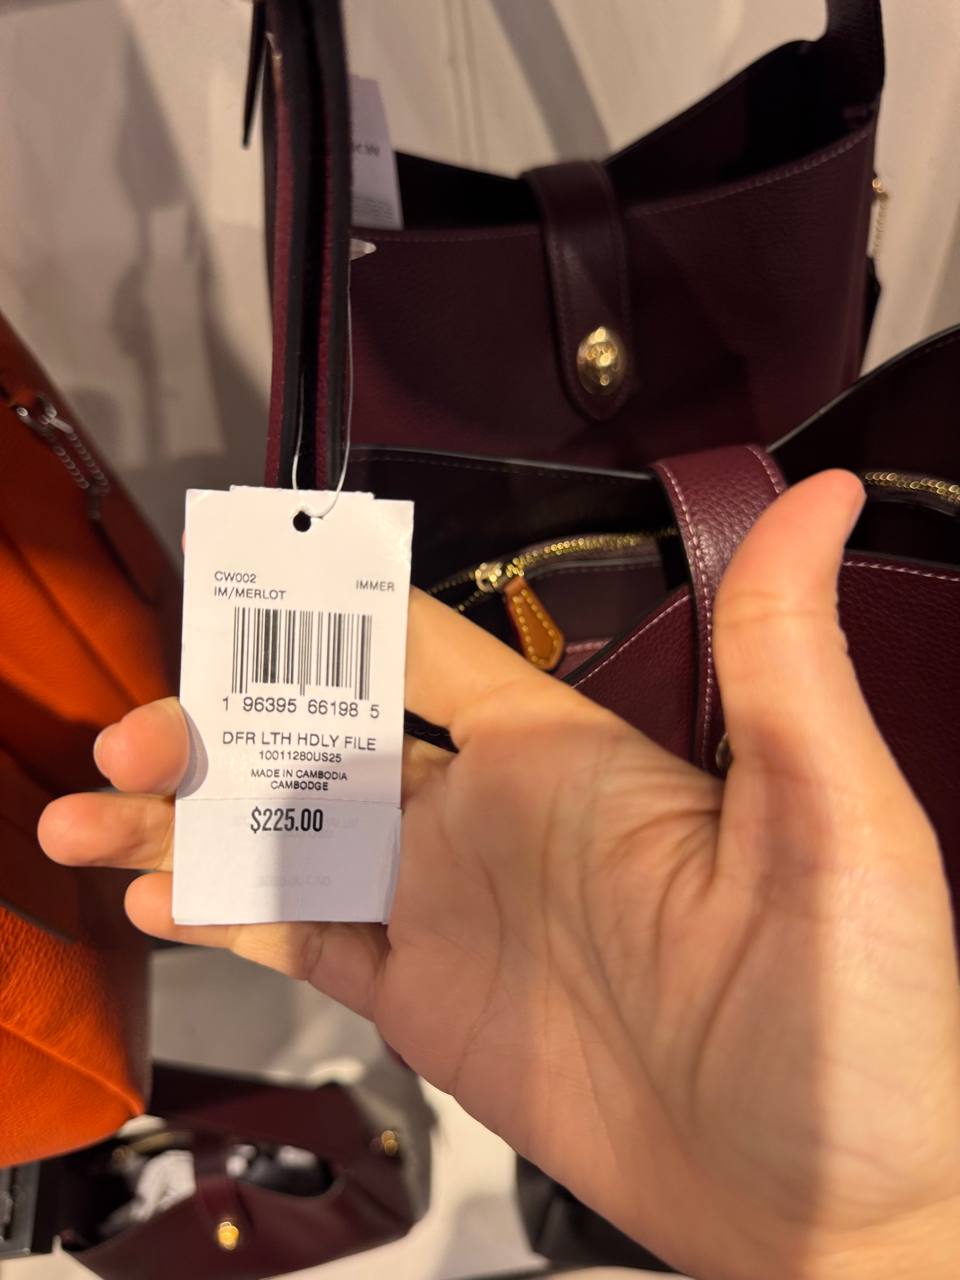 CW002
IM/MERLOT
IMMER
1 96395 66198 5
DFR LTH HDLY FILE
10011280US25
MADE IN CAMBODIA
CAMBODGE
$225.00